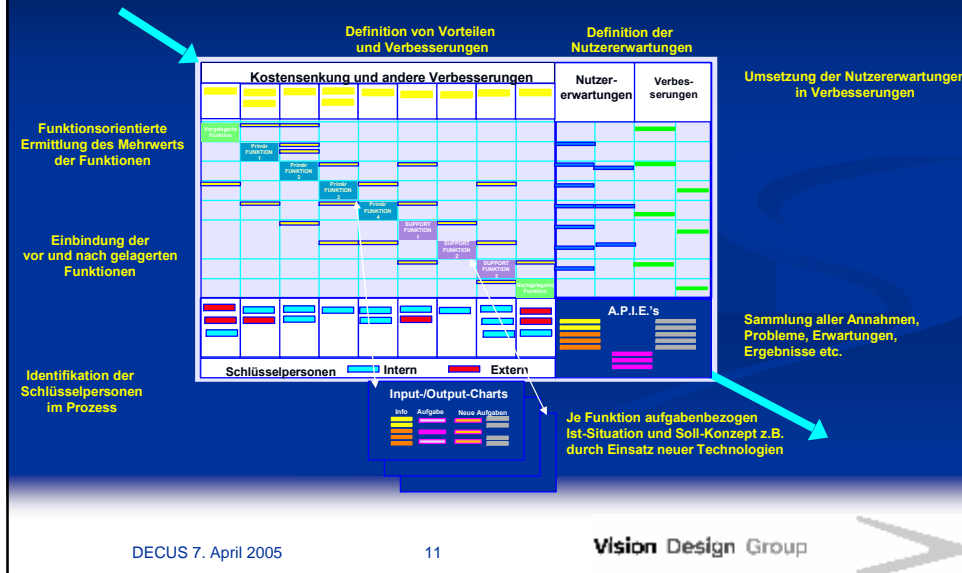 Definition von Vorteilen
und Verbesserungen
Definition der
Nutzererwartungen
Kostensenkung und andere Verbesserungen
Nutzer-
erwartungen
Verbes-
serungen
Umsetzung der Nutzererwartungen
in Verbesserungen
Funktionsorientierte
Ermittlung des Mehrwerts
der Funktionen
Vorgelagerte
Funktion
Primär
FUNKTION
1
Primär
FUNKTION
2
Primär
FUNKTION
3
Primär
FUNKTION
4
SUPPORT
FUNKTION
1
SUPPORT
FUNKTION
2
SUPPORT
FUNKTION
Nachgelagerte
Funktion
Einbindung der
vor und nach gelagerten
Funktionen
A.P.I.E.'s
Sammlung aller Annahmen,
Probleme, Erwartungen,
Ergebnisse etc.
Identifikation der
Schlüsselpersonen
im Prozess
Schlüsselpersonen
Intern
Extern
Input-/Output-Charts
Info
Aufgabe
Neue Aufgaben
Je Funktion aufgabenbezogen
Ist-Situation und Soll-Konzept z.B.
durch Einsatz neuer Technologien
DECUS 7. April 2005
11
Vision Design Group